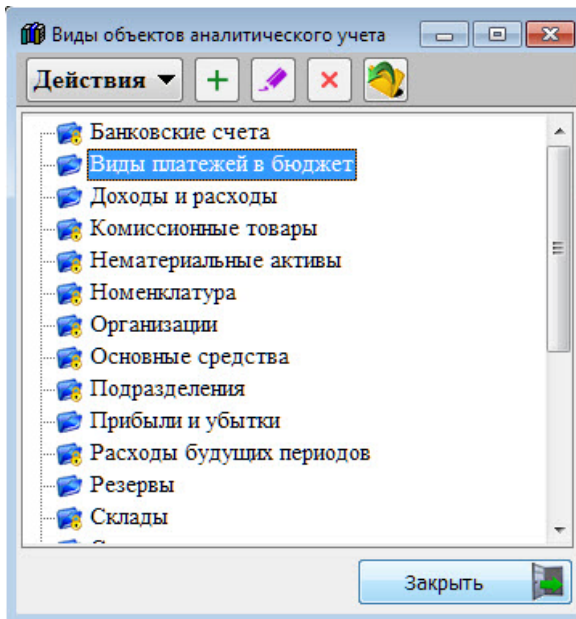 Виды объектов аналитического учета
Действия
Банковские счета
Виды платежей в бюджет
Доходы и расходы
Комиссионные товары
Нематериальные активы
Номенклатура
Организации
Основные средства
Подразделения
Прибыли и убытки
Расходы будущих периодов
Резервы
Склады
Закрыть